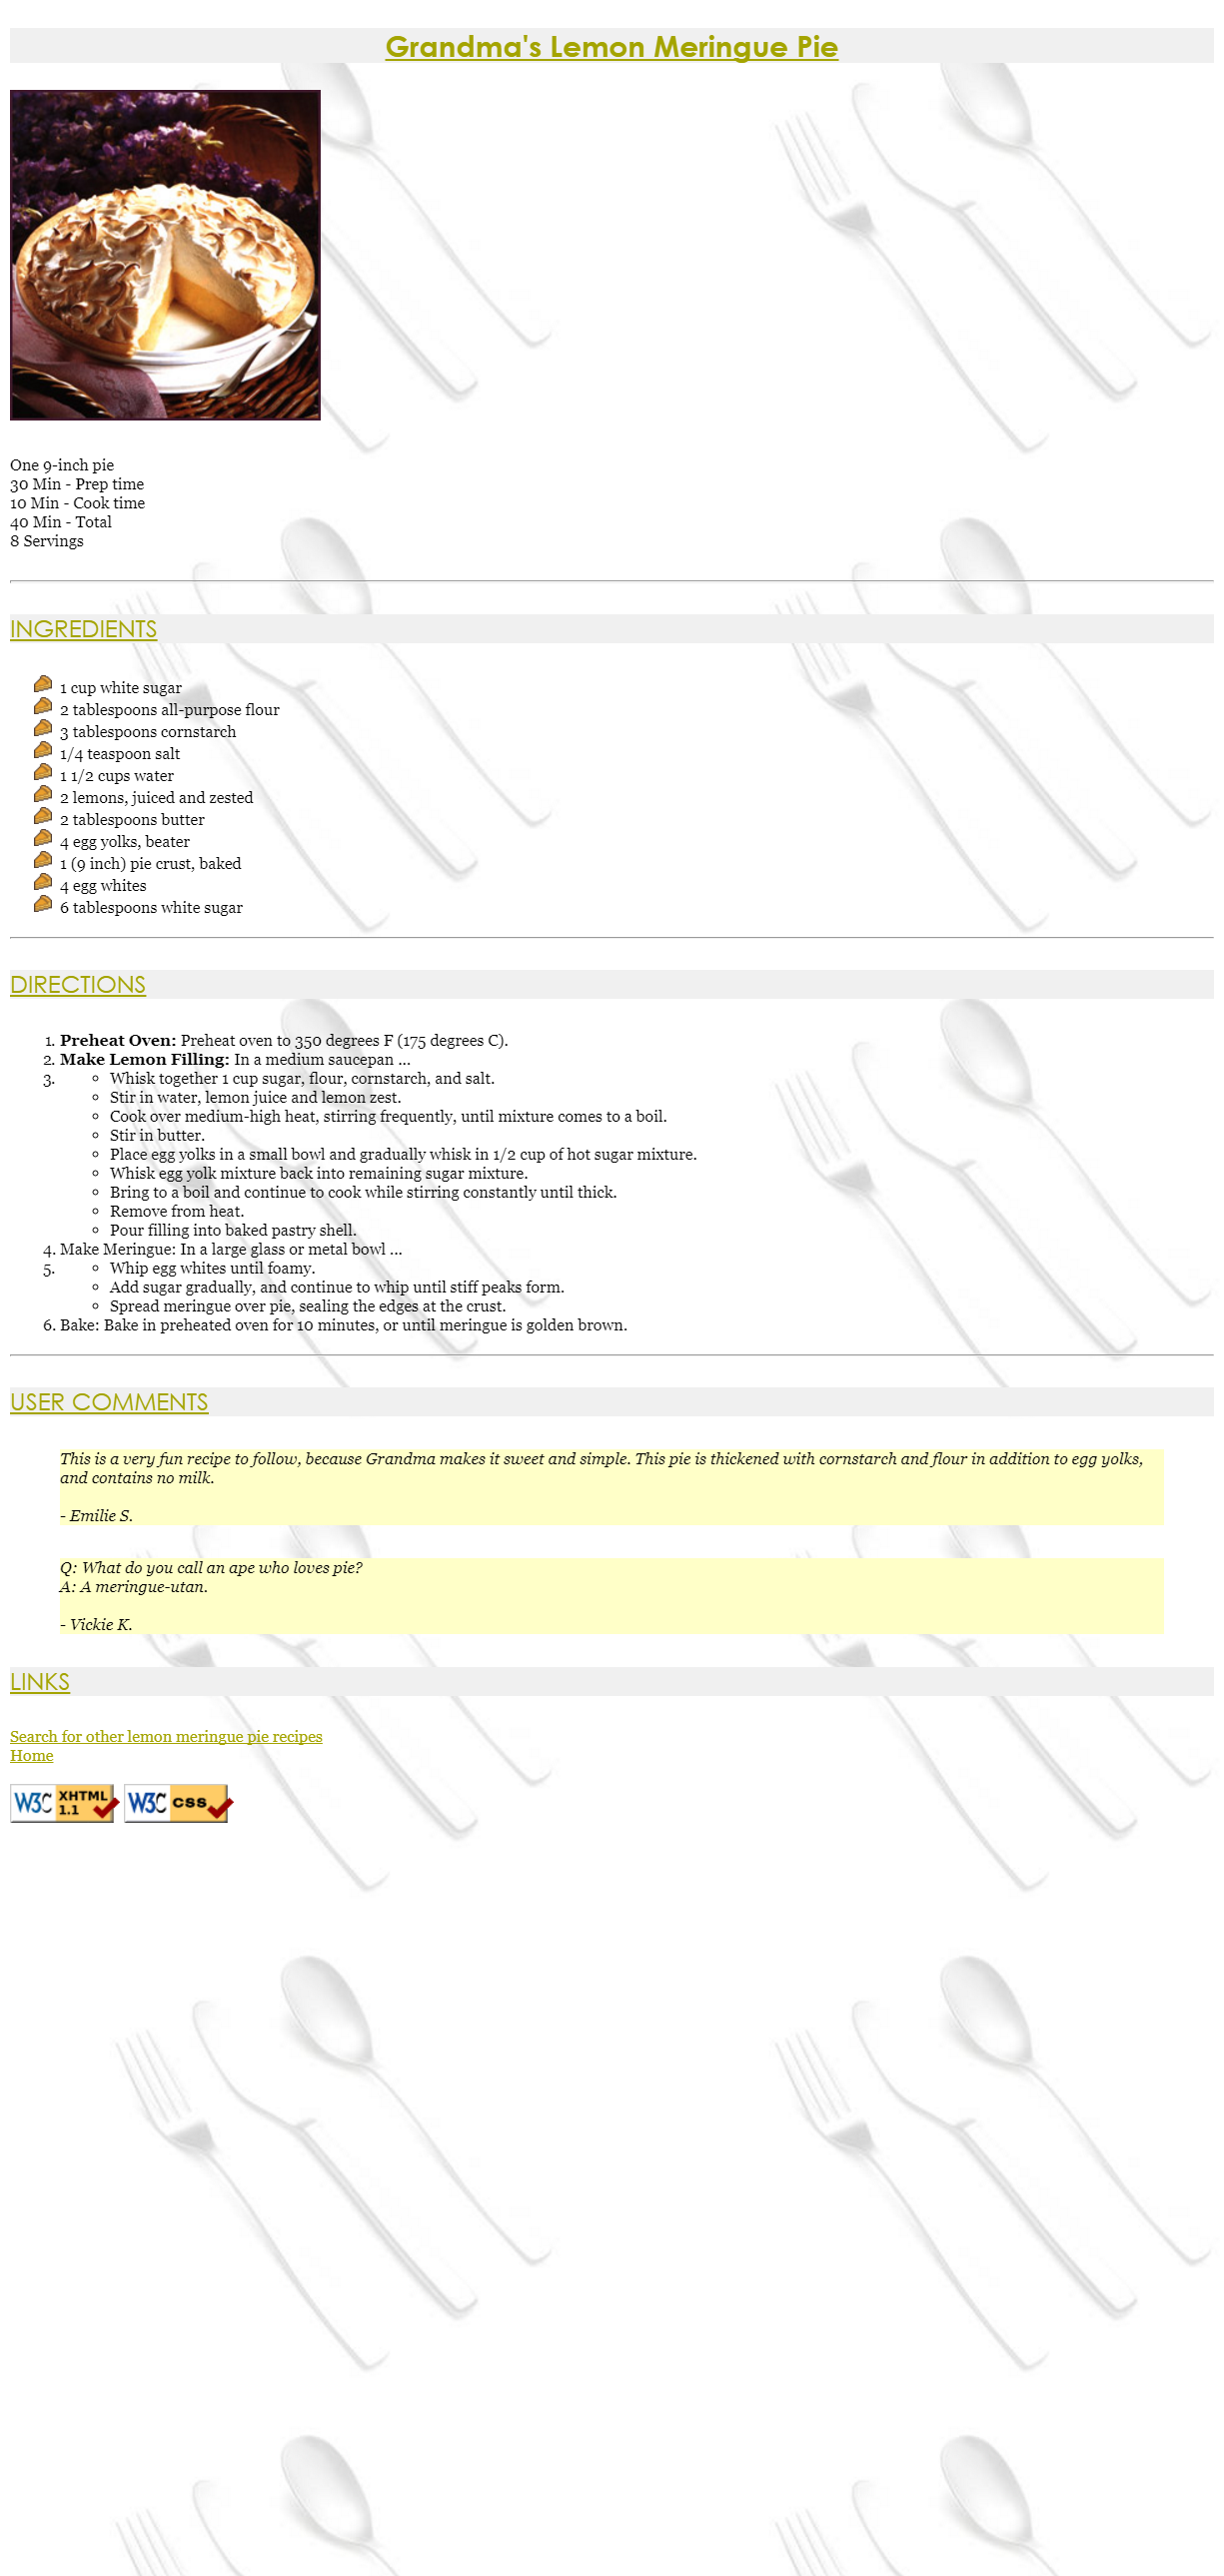 Grandma's Lemon Meringue Pie
One 9-inch pie
30 Min - Prep time
10 Min - Cook time
40 Min - Total
8 Servings
INGREDIENTS
1 cup white sugar
2 tablespoons all-purpose flour
3 tablespoons cornstarch
1/4 teaspoon salt
1 1/2 cups water
2 lemons, juiced and zested
2 tablespoons butter
4 egg yolks, beater
1 (9 inch) pie crust, baked
4 egg whites
6 tablespoons white sugar
DIRECTIONS
1. Preheat Oven: Preheat oven to 350 degrees F (175 degrees C).
2. Make Lemon Filling: In a medium saucepan ...
3. ◦ Whisk together 1 cup sugar, flour, cornstarch, and salt.
◦ Stir in water, lemon juice and lemon zest.
◦ Cook over medium-high heat, stirring frequently, until mixture comes to a boil.
◦ Stir in butter.
◦ Place egg yolks in a small bowl and gradually whisk in 1/2 cup of hot sugar mixture.
◦ Whisk egg yolk mixture back into remaining sugar mixture.
◦ Bring to a boil and continue to cook while stirring constantly until thick.
◦ Remove from heat.
◦ Pour filling into baked pastry shell.
4. Make Meringue: In a large glass or metal bowl ...
5. ◦ Whip egg whites until foamy.
◦ Add sugar gradually, and continue to whip until stiff peaks form.
◦ Spread meringue over pie, sealing the edges at the crust.
6. Bake: Bake in preheated oven for 10 minutes, or until meringue is golden brown.
USER COMMENTS
This is a very fun recipe to follow, because Grandma makes it sweet and simple. This pie is thickened with cornstarch and flour in addition to egg yolks,
and contains no milk.
- Emilie S.
Q: What do you call an ape who loves pie?
A: A meringue-utan.
- Vickie K.
LINKS
Search for other lemon meringue pie recipes
Home
W3C XHTML 1.1 W3C CSS